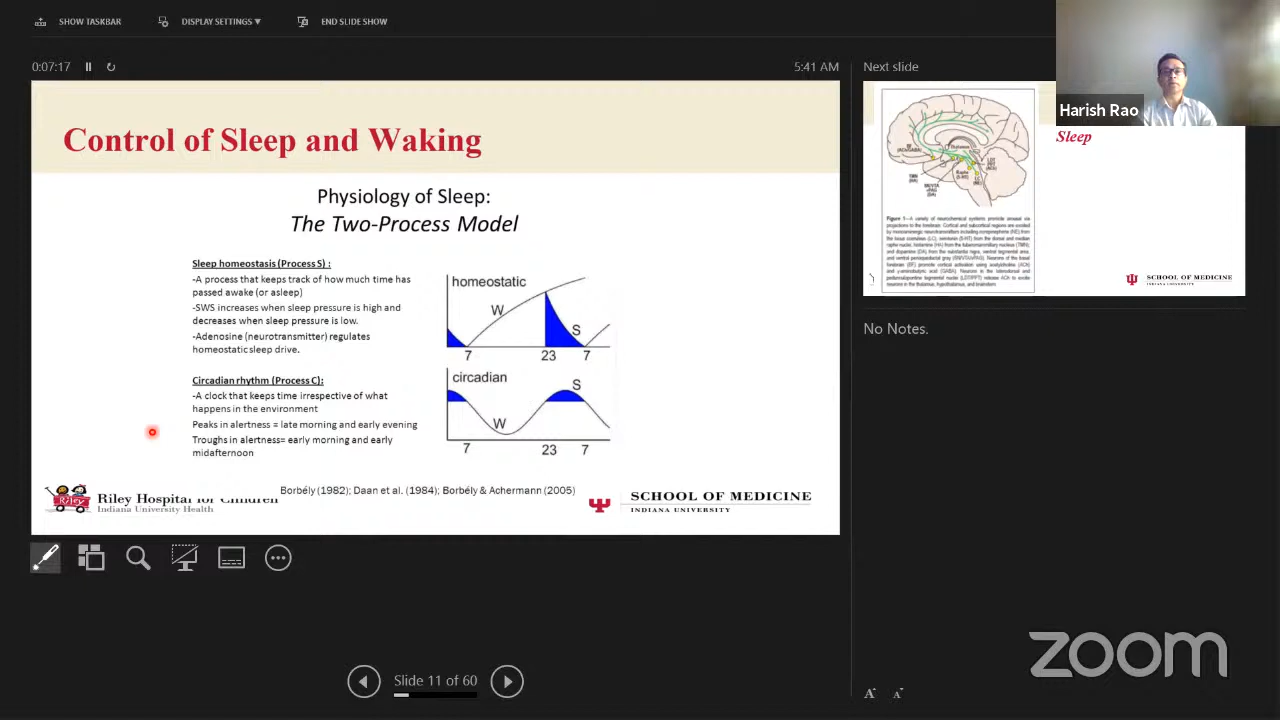 SHOW TASKBAR
DISPLAY SETTINGS ▼
END SLIDE SHOW
0:07:17
5:41 AM
Control of Sleep and Waking
Physiology of Sleep:
The Two-Process Model
Sleep homeostasis (Process S) :
-A process that keeps track of how much time has
passed awake (or asleep)
-SWS increases when sleep pressure is high and
decreases when sleep pressure is low.
-Adenosine (neurotransmitter) regulates
homeostatic sleep drive.
Circadian rhythm (Process C):
-A clock that keeps time irrespective of what
happens in the environment
Peaks in alertness = late morning and early evening
Troughs in alertness= early morning and early
midafternoon
homeostatic
W
S
7
23
7
circadian
S
W
7
23
7
Borbély (1982); Daan et al. (1984); Borbély & Achermann (2005)
Riley
Riley Hospital for Children
Indiana University Health
SCHOOL OF MEDICINE
INDIANA UNIVERSITY
Slide 11 of 60
Next slide
Sleep
Thalamus
SCHOOL OF MEDICINE
INDIANA UNIVERSITY
No Notes.
Harish Rao
zoom